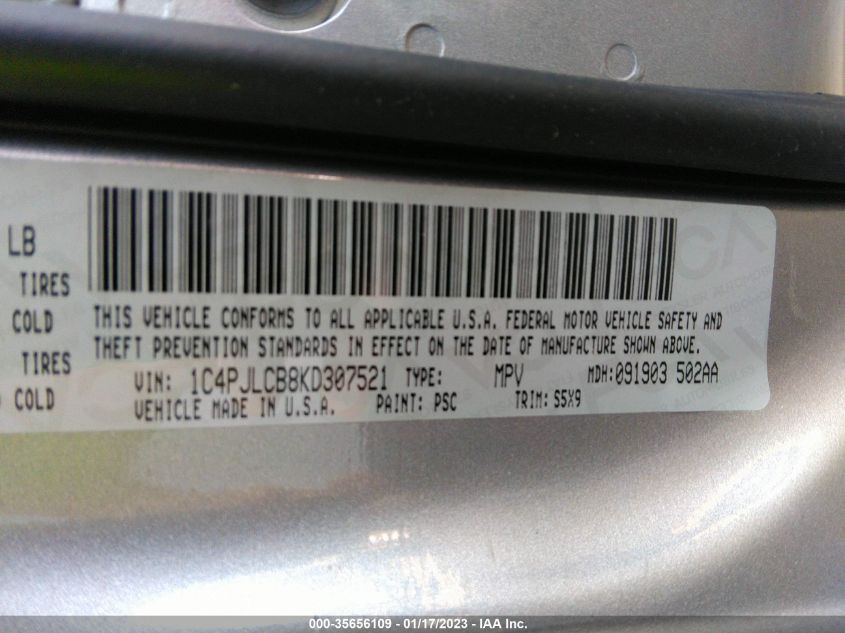 LB
TIRES
COLD
TIRES
COLD
THIS VEHICLE CONFORMS TO ALL APPLICABLE U.S.A. FEDERAL MOTOR VEHICLE SAFETY AND
THEFT PREVENTION STANDARDS IN EFFECT ON THE DATE OF MANUFACTURE SHOWN ABOVE.
VIN: 1C4PJLCB8KD307521 TYPE: MPV MDH:091903 502AA
VEHICLE MADE IN U.S.A. PAINT: PSC TRIM: S5X9
000-35656109 - 01/17/2023 - IAA Inc.